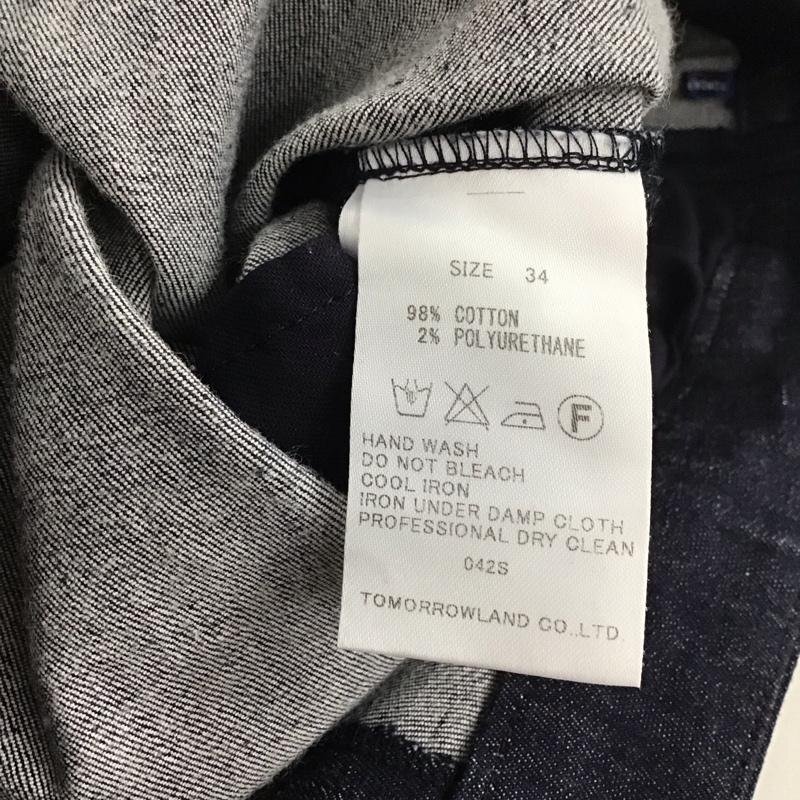 SIZE 34
98% COTTON
2% POLYURETHANE
F
HAND WASH
DO NOT BLEACH
COOL IRON
IRON UNDER DAMP CLOTH
PROFESSIONAL DRY CLEAN
042S
TOMORROWLAND CO.,LTD.